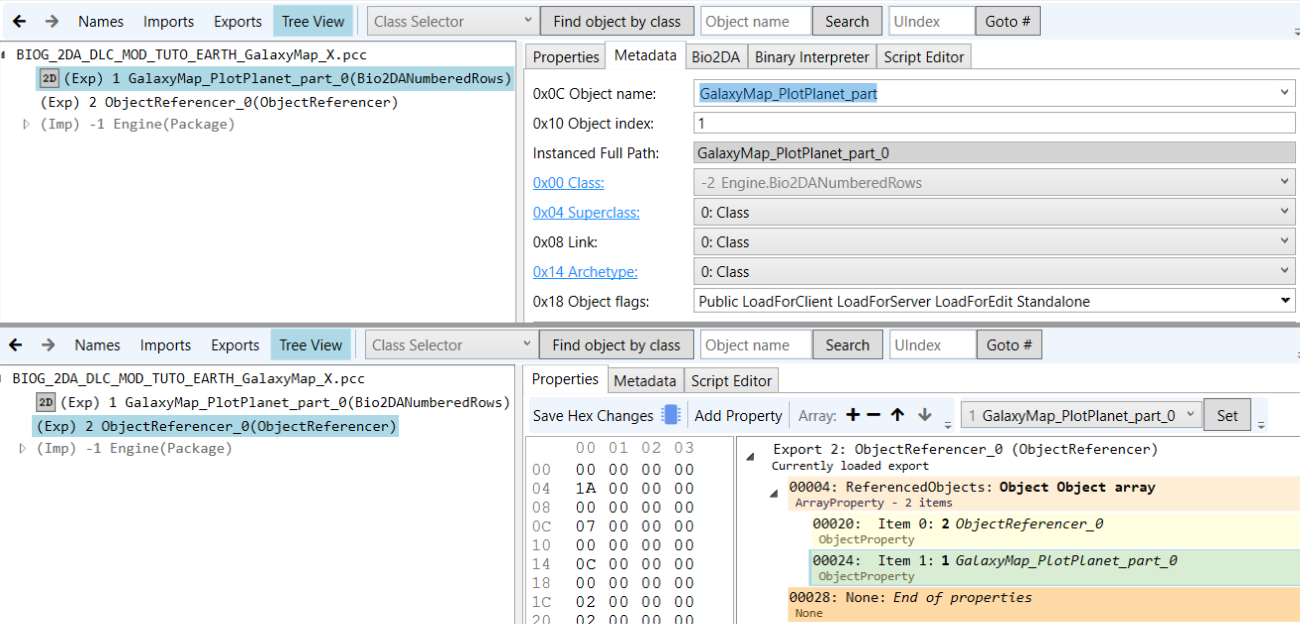 Names Imports Exports Tree View Class Selector Find object by class Object name Search UIndex Goto #
BIOG_2DA_DLC_MOD_TUTO_EARTH_GalaxyMap_X.pcc
2D (Exp) 1 GalaxyMap_PlotPlanet_part_0(Bio2DANumberedRows)
(Exp) 2 ObjectReferencer_0(ObjectReferencer)
(Imp) -1 Engine(Package)
Properties Metadata Bio2DA Binary Interpreter Script Editor
0x0C Object name: GalaxyMap_PlotPlanet_part
0x10 Object index: 1
Instanced Full Path: GalaxyMap_PlotPlanet_part_0
0x00 Class: -2 Engine.Bio2DANumberedRows
0x04 Superclass: 0: Class
0x08 Link: 0: Class
0x14 Archetype: 0: Class
0x18 Object flags: Public LoadForClient LoadForServer LoadForEdit Standalone
Names Imports Exports Tree View Class Selector Find object by class Object name Search UIndex Goto #
BIOG_2DA_DLC_MOD_TUTO_EARTH_GalaxyMap_X.pcc
2D (Exp) 1 GalaxyMap_PlotPlanet_part_0(Bio2DANumberedRows)
(Exp) 2 ObjectReferencer_0(ObjectReferencer)
(Imp) -1 Engine(Package)
Properties Metadata Script Editor
Save Hex Changes Add Property Array: 1 GalaxyMap_PlotPlanet_part_0 Set
00 01 02 03
00 00 00 00 00
04 1A 00 00 00
08 00 00 00 00
0C 07 00 00 00
10 00 00 00 00
14 0C 00 00 00
18 00 00 00 00
1C 02 00 00 00
20 02 00 00 00
Export 2: ObjectReferencer_0 (ObjectReferencer)
Currently loaded export
00004: ReferencedObjects: Object Object array
ArrayProperty - 2 items
00020: Item 0: 2 ObjectReferencer_0
ObjectProperty
00024: Item 1: 1 GalaxyMap_PlotPlanet_part_0
ObjectProperty
00028: None: End of properties
None